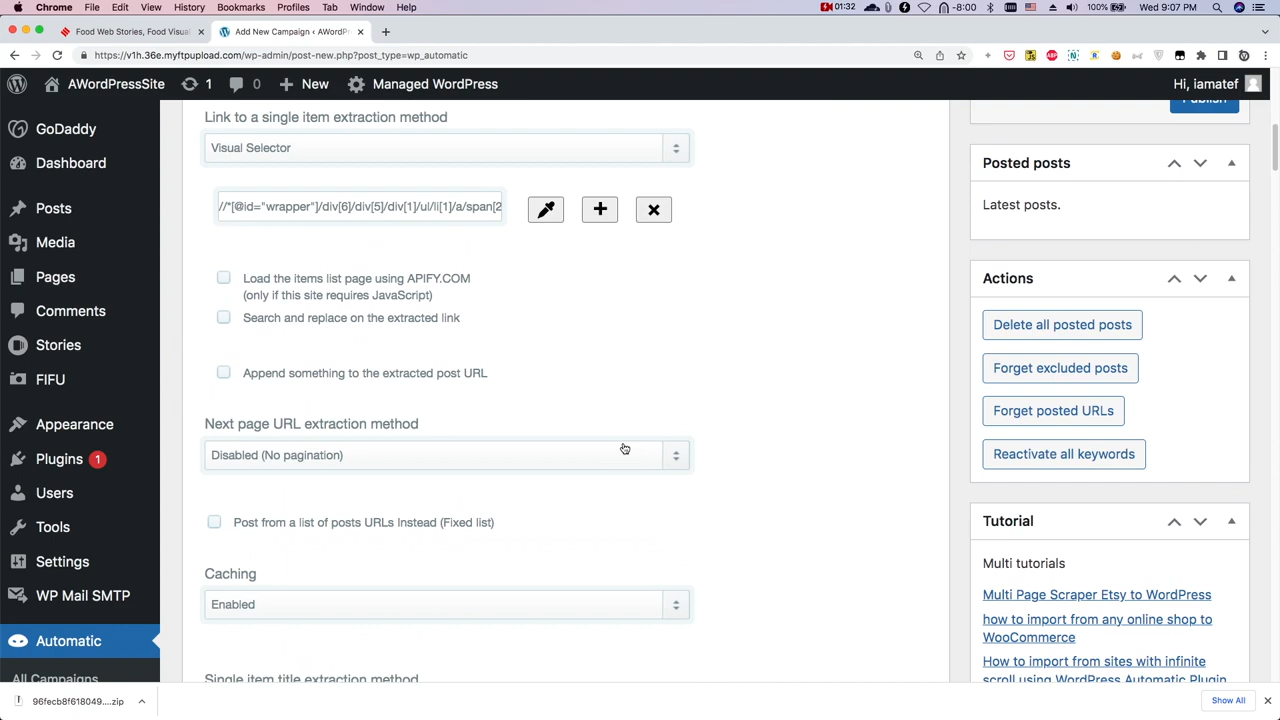 Chrome File Edit View History Bookmarks Profiles Tab Window Help 01:32 -8:00 100% Wed 9:07 PM
Food Web Stories, Food Visua
Add New Campaign ‹ AWordPr
https://v1h.36e.myftpupload.com/wp-admin/post-new.php?post_type=wp_automatic
AWordPressSite 1 0 New Managed WordPress Hi, iamatef
GoDaddy
Dashboard
Posts
Media
Pages
Comments
Stories
FIFU
Appearance
Plugins 1
Users
Tools
Settings
WP Mail SMTP
Automatic
All Campaigns
Link to a single item extraction method
Visual Selector
//*[@id="wrapper"]/div[6]/div[5]/div[1]/ul/li[1]/a/span[2
Load the items list page using APIFY.COM
(only if this site requires JavaScript)
Search and replace on the extracted link
Append something to the extracted post URL
Next page URL extraction method
Disabled (No pagination)
Post from a list of posts URLs Instead (Fixed list)
Caching
Enabled
Single item title extraction method
Publish
Posted posts
Latest posts.
Actions
Delete all posted posts
Forget excluded posts
Forget posted URLs
Reactivate all keywords
Tutorial
Multi tutorials
Multi Page Scraper Etsy to WordPress
how to import from any online shop to
WooCommerce
How to import from sites with infinite
scroll using WordPress Automatic Plugin
96fecb8f618049....zip
Show All